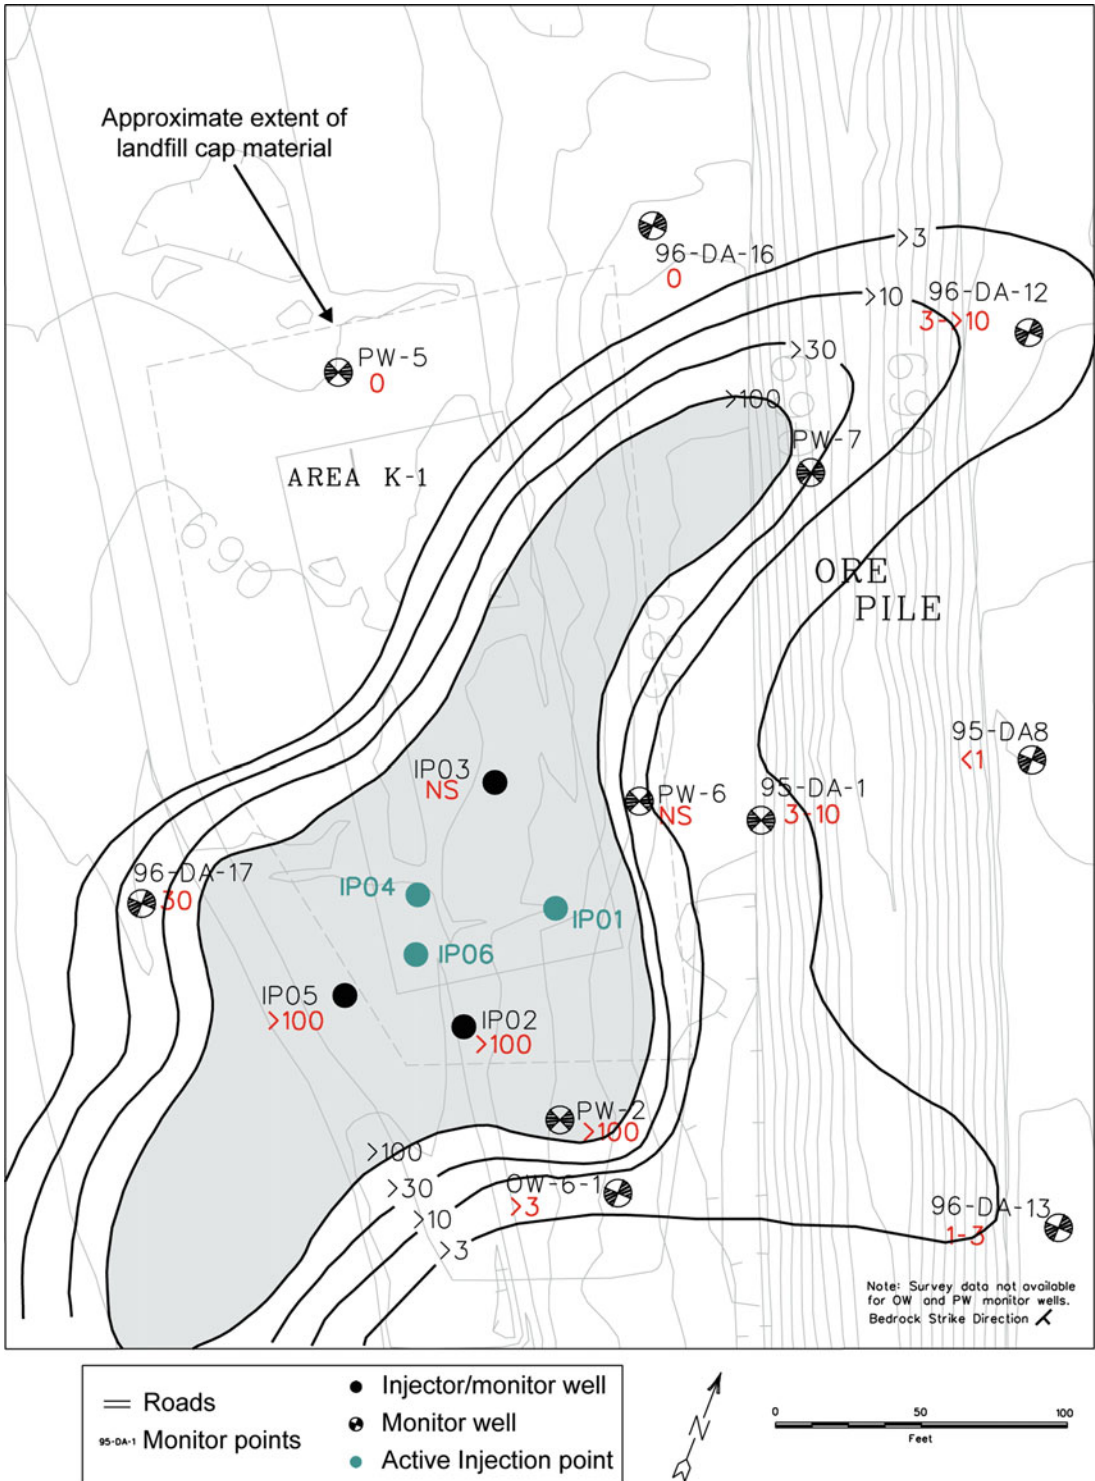 Approximate extent of
landfill cap material
>3
96-DA-16
0
>10
96-DA-12
3->10
>30
PW-5
0
>100
PW-7
AREA K-1
ORE
PILE
95-DA8
<1
IP03
NS
PW-6
NS
95-DA-1
3-10
96-DA-17
30
IP04
IP01
IP06
IP05
>100
IP02
>100
PW-2
>100
>100
>30
OW-6-1
>3
>10
>3
96-DA-13
1-3
Note: Survey data not available
for OW and PW monitor wells.
Bedrock Strike Direction
Roads
95-DA-1 Monitor points
Injector/monitor well
Monitor well
Active Injection point
N
0 50 100
Feet